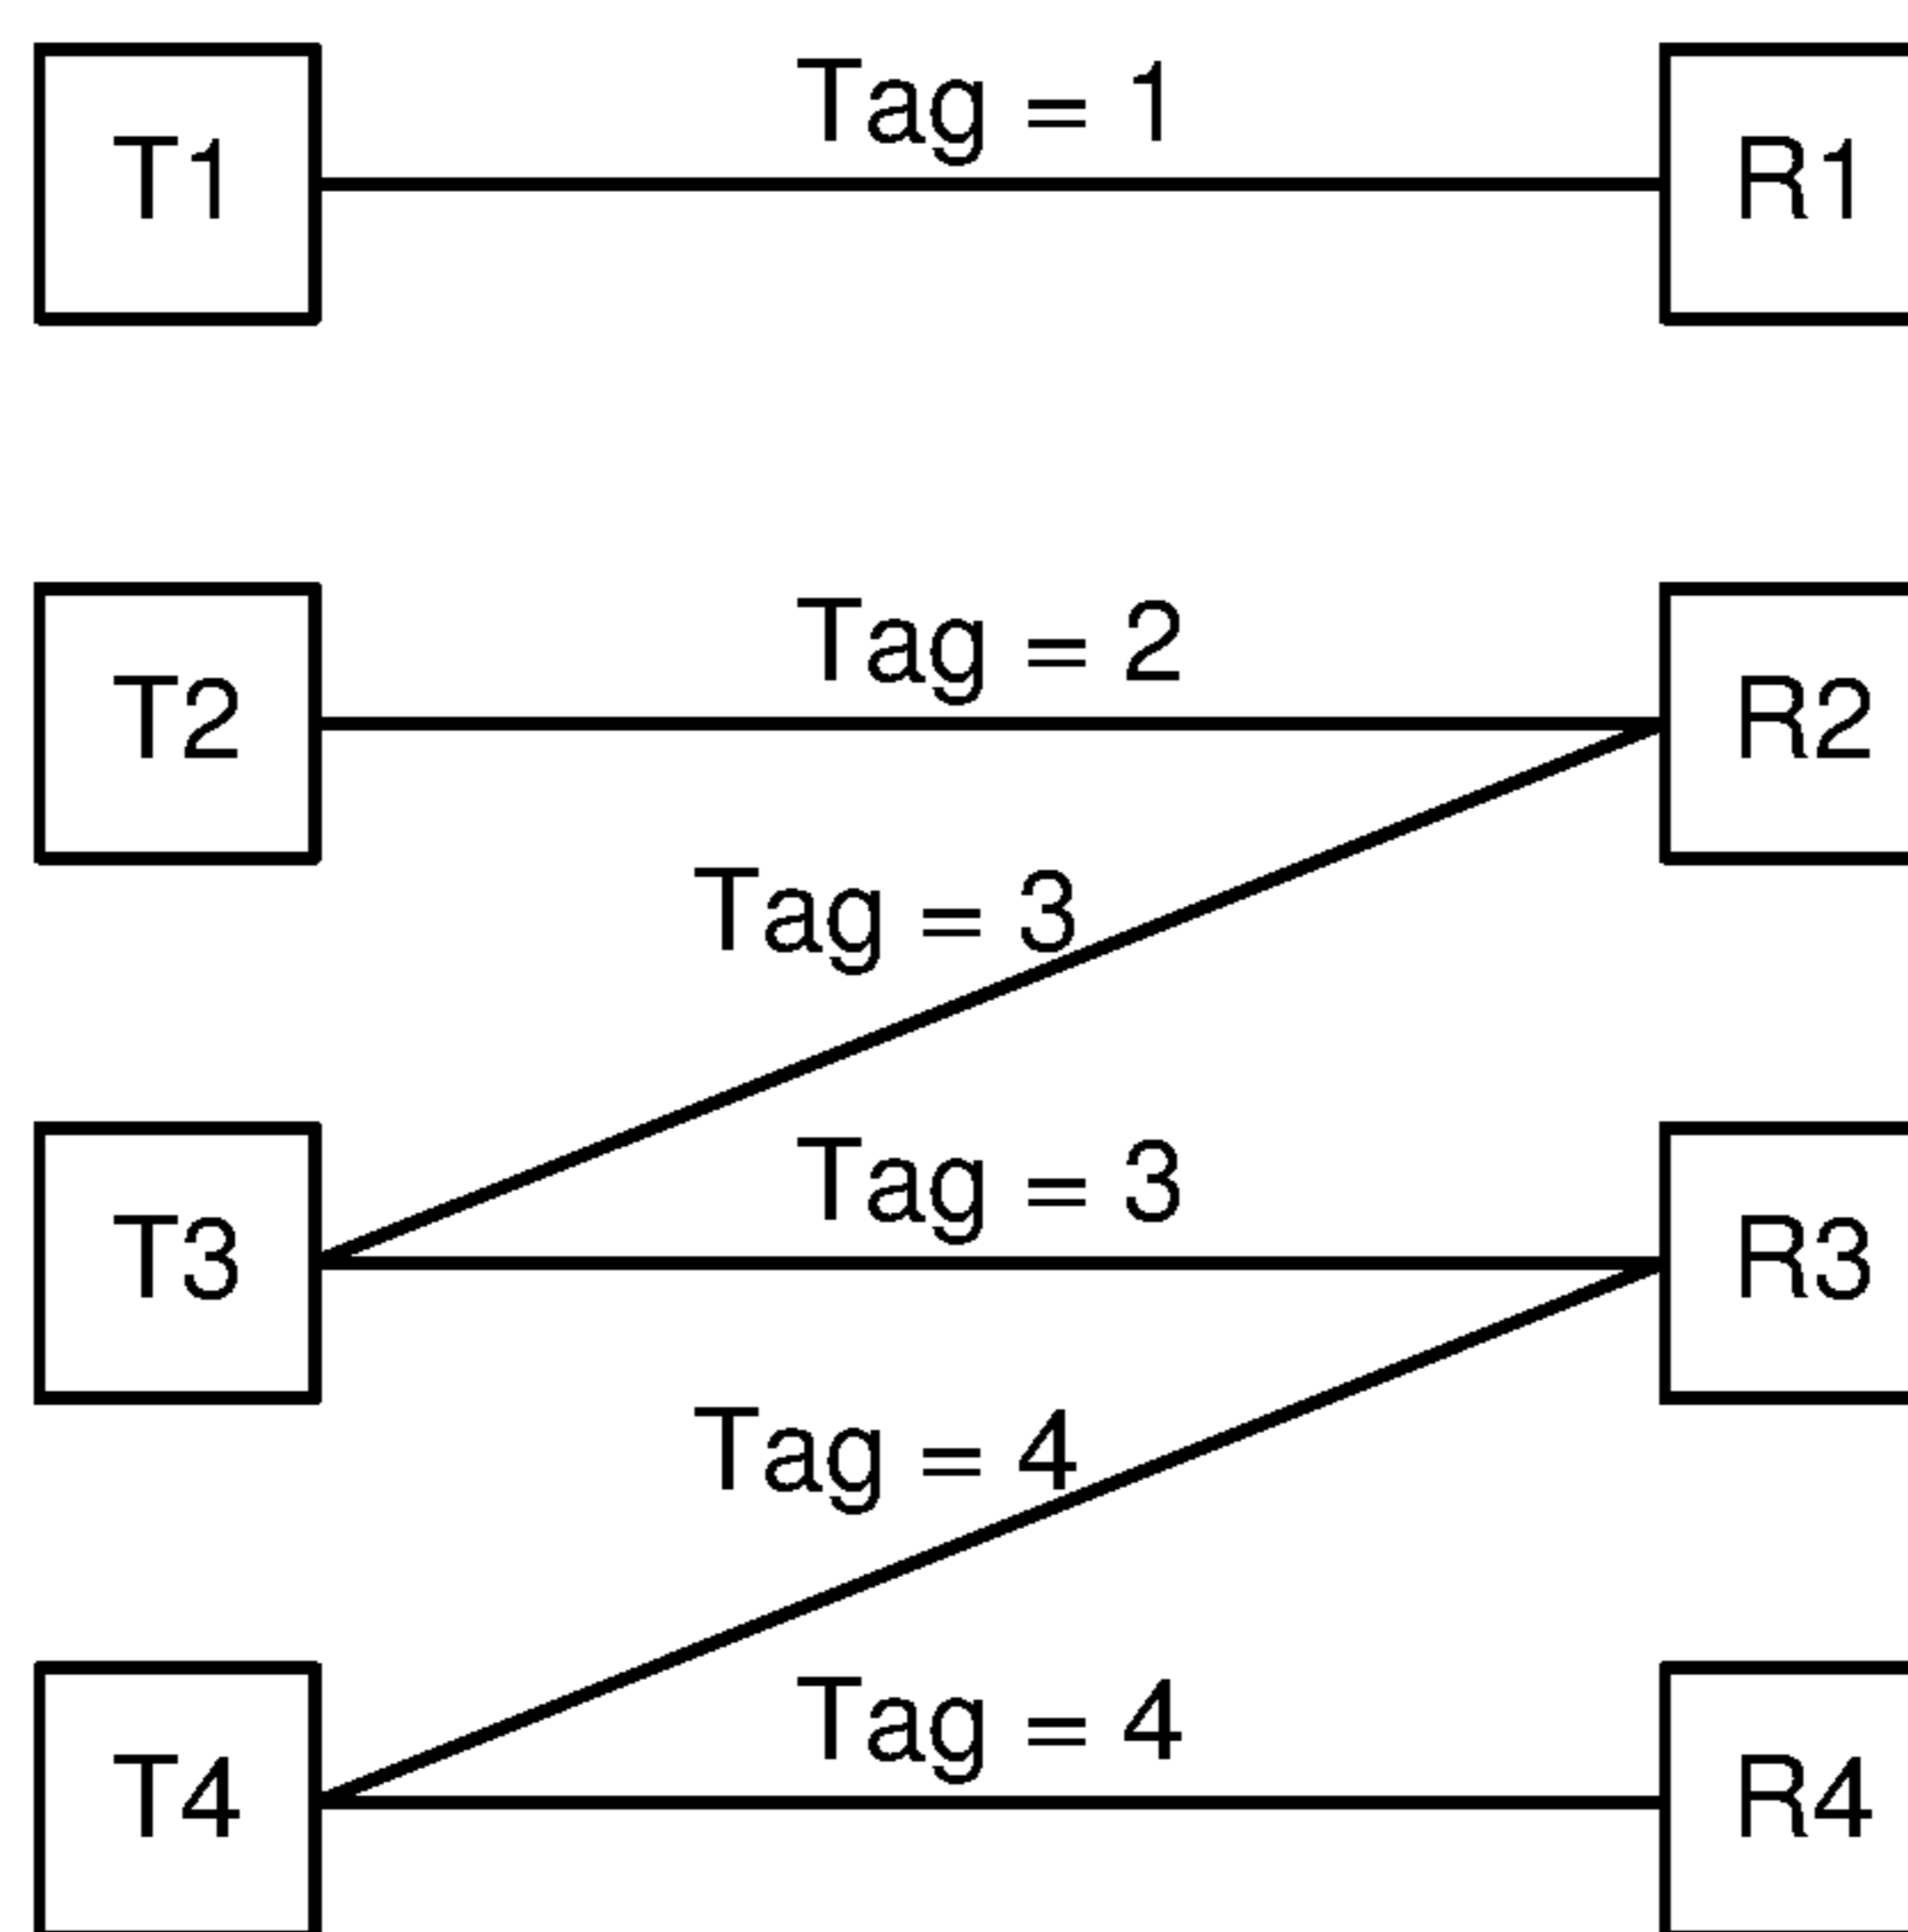 Tag = 1
T1
R1
Tag = 2
T2
R2
Tag = 3
Tag = 3
T3
R3
Tag = 4
Tag = 4
T4
R4